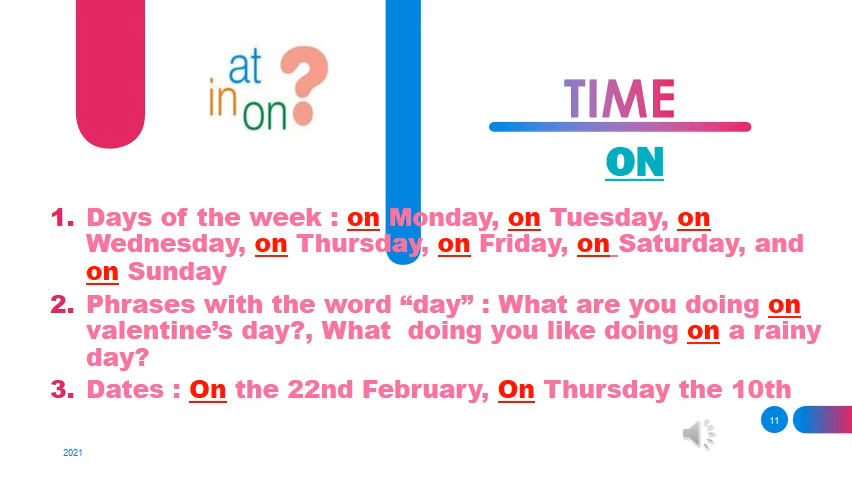 at
in on?
TIME
ON
1. Days of the week : on Monday, on Tuesday, on
Wednesday, on Thursday, on Friday, on Saturday, and
on Sunday
2. Phrases with the word “day” : What are you doing on
valentine’s day?, What doing you like doing on a rainy
day?
3. Dates : On the 22nd February, On Thursday the 10th
11
2021